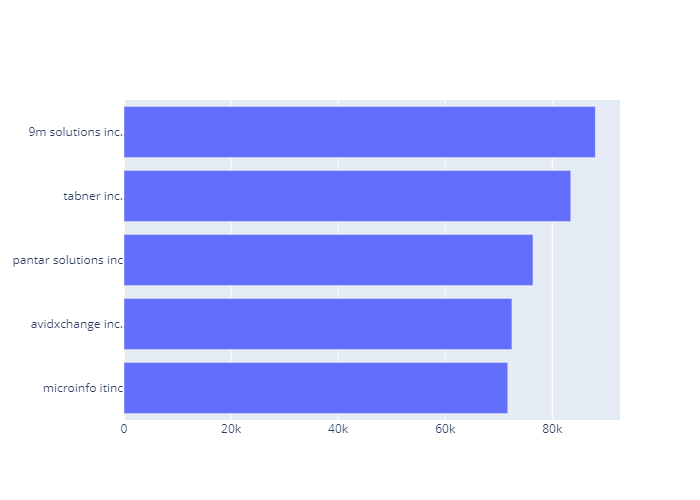 9m solutions inc.
tabner inc.
pantar solutions inc
avidxchange inc.
microinfo itinc
0 20k 40k 60k 80k